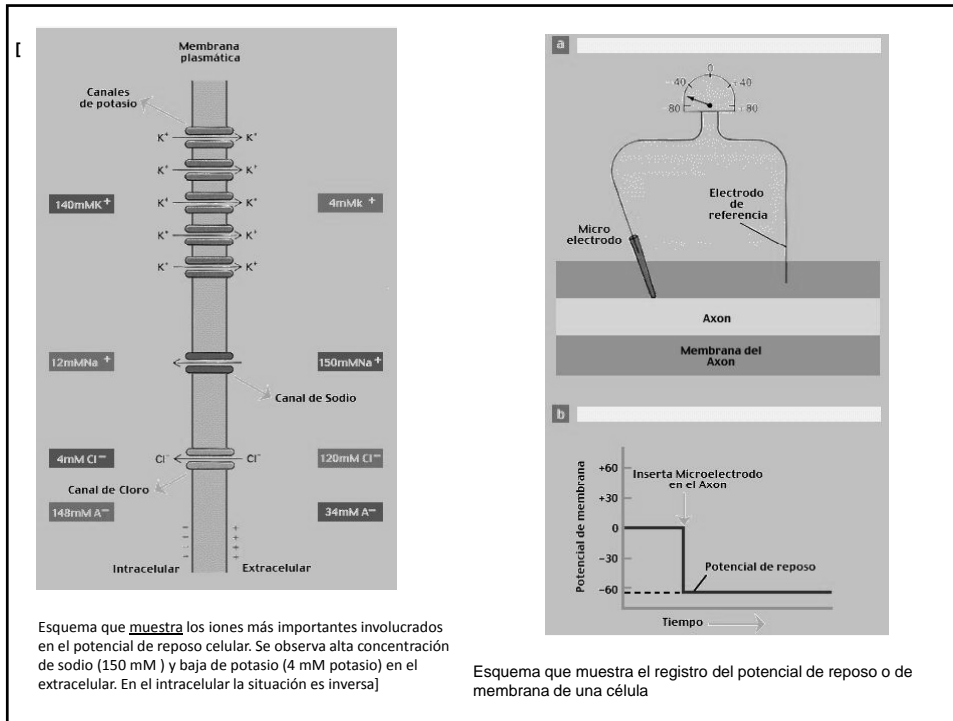 [
Membrana
plasmática
Canales
de potasio
K+ K+
K+ K+
K+ K+
K+ K+
K+ K+
140mMK+
4mMk +
12mMNa +
150mMNa+
Canal de Sodio
4mM Cl−
Cl− Cl−
120mM Cl−
Canal de Cloro
148mM A−
34mM A−
− +
− +
− +
− +
Intracelular Extracelular
Esquema que muestra los iones más importantes involucrados
en el potencial de reposo celular. Se observa alta concentración
de sodio (150 mM ) y baja de potasio (4 mM potasio) en el
extracelular. En el intracelular la situación es inversa]
a
0
- 40 + 40
- 80 + 80
Electrodo
de
referencia
Micro
electrodo
Axon
Membrana del
Axon
b
Potencial de membrana
+60
+30
0
−30
−60
Inserta Microelectrodo
en el Axon
Potencial de reposo
Tiempo
Esquema que muestra el registro del potencial de reposo o de
membrana de una célula